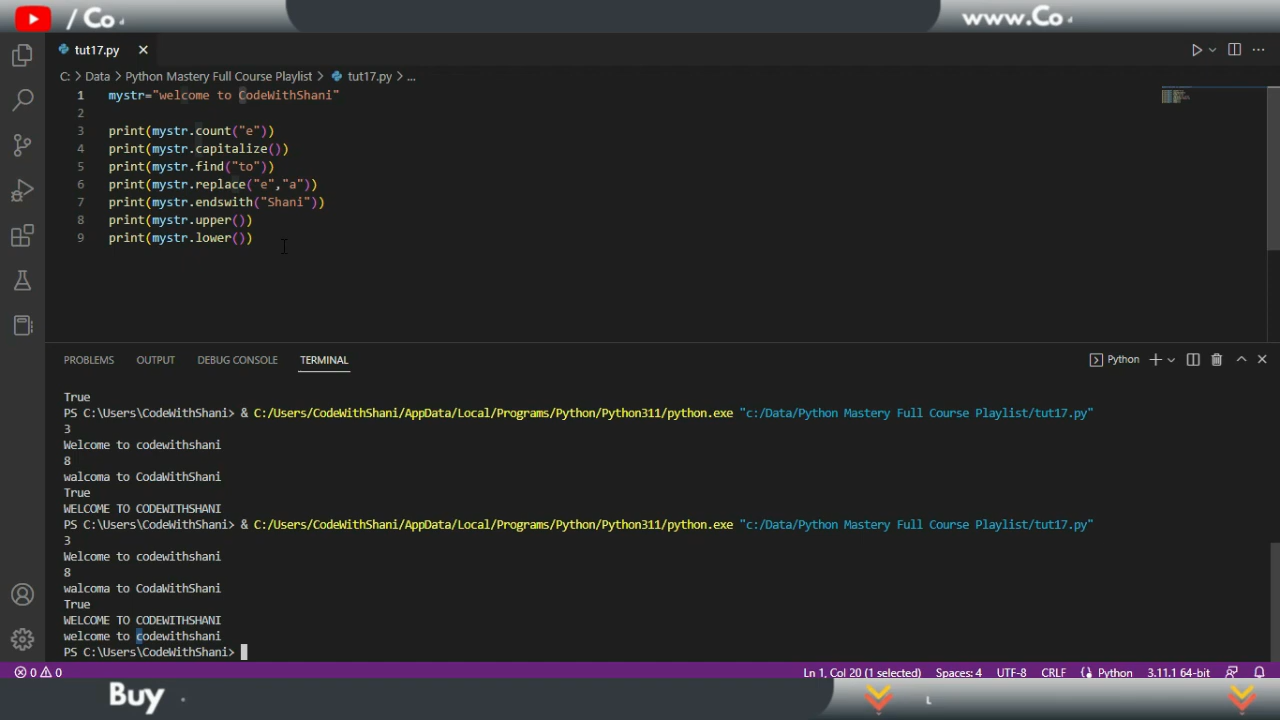 / Co
www.Co
tut17.py
C: > Data > Python Mastery Full Course Playlist > tut17.py > ...
1 mystr="welcome to CodeWithShani"
2
3 print(mystr.count("e"))
4 print(mystr.capitalize())
5 print(mystr.find("to"))
6 print(mystr.replace("e","a"))
7 print(mystr.endswith("Shani"))
8 print(mystr.upper())
9 print(mystr.lower())
PROBLEMS OUTPUT DEBUG CONSOLE TERMINAL Python
True
PS C:\Users\CodeWithShani> & C:/Users/CodeWithShani/AppData/Local/Programs/Python/Python311/python.exe "c:/Data/Python Mastery Full Course Playlist/tut17.py"
3
Welcome to codewithshani
8
walcoma to CodaWithShani
True
WELCOME TO CODEWITHSHANI
PS C:\Users\CodeWithShani> & C:/Users/CodeWithShani/AppData/Local/Programs/Python/Python311/python.exe "c:/Data/Python Mastery Full Course Playlist/tut17.py"
3
Welcome to codewithshani
8
walcoma to CodaWithShani
True
WELCOME TO CODEWITHSHANI
welcome to codewithshani
PS C:\Users\CodeWithShani>
0 0 Ln 1, Col 20 (1 selected) Spaces: 4 UTF-8 CRLF Python 3.11.1 64-bit
Buy